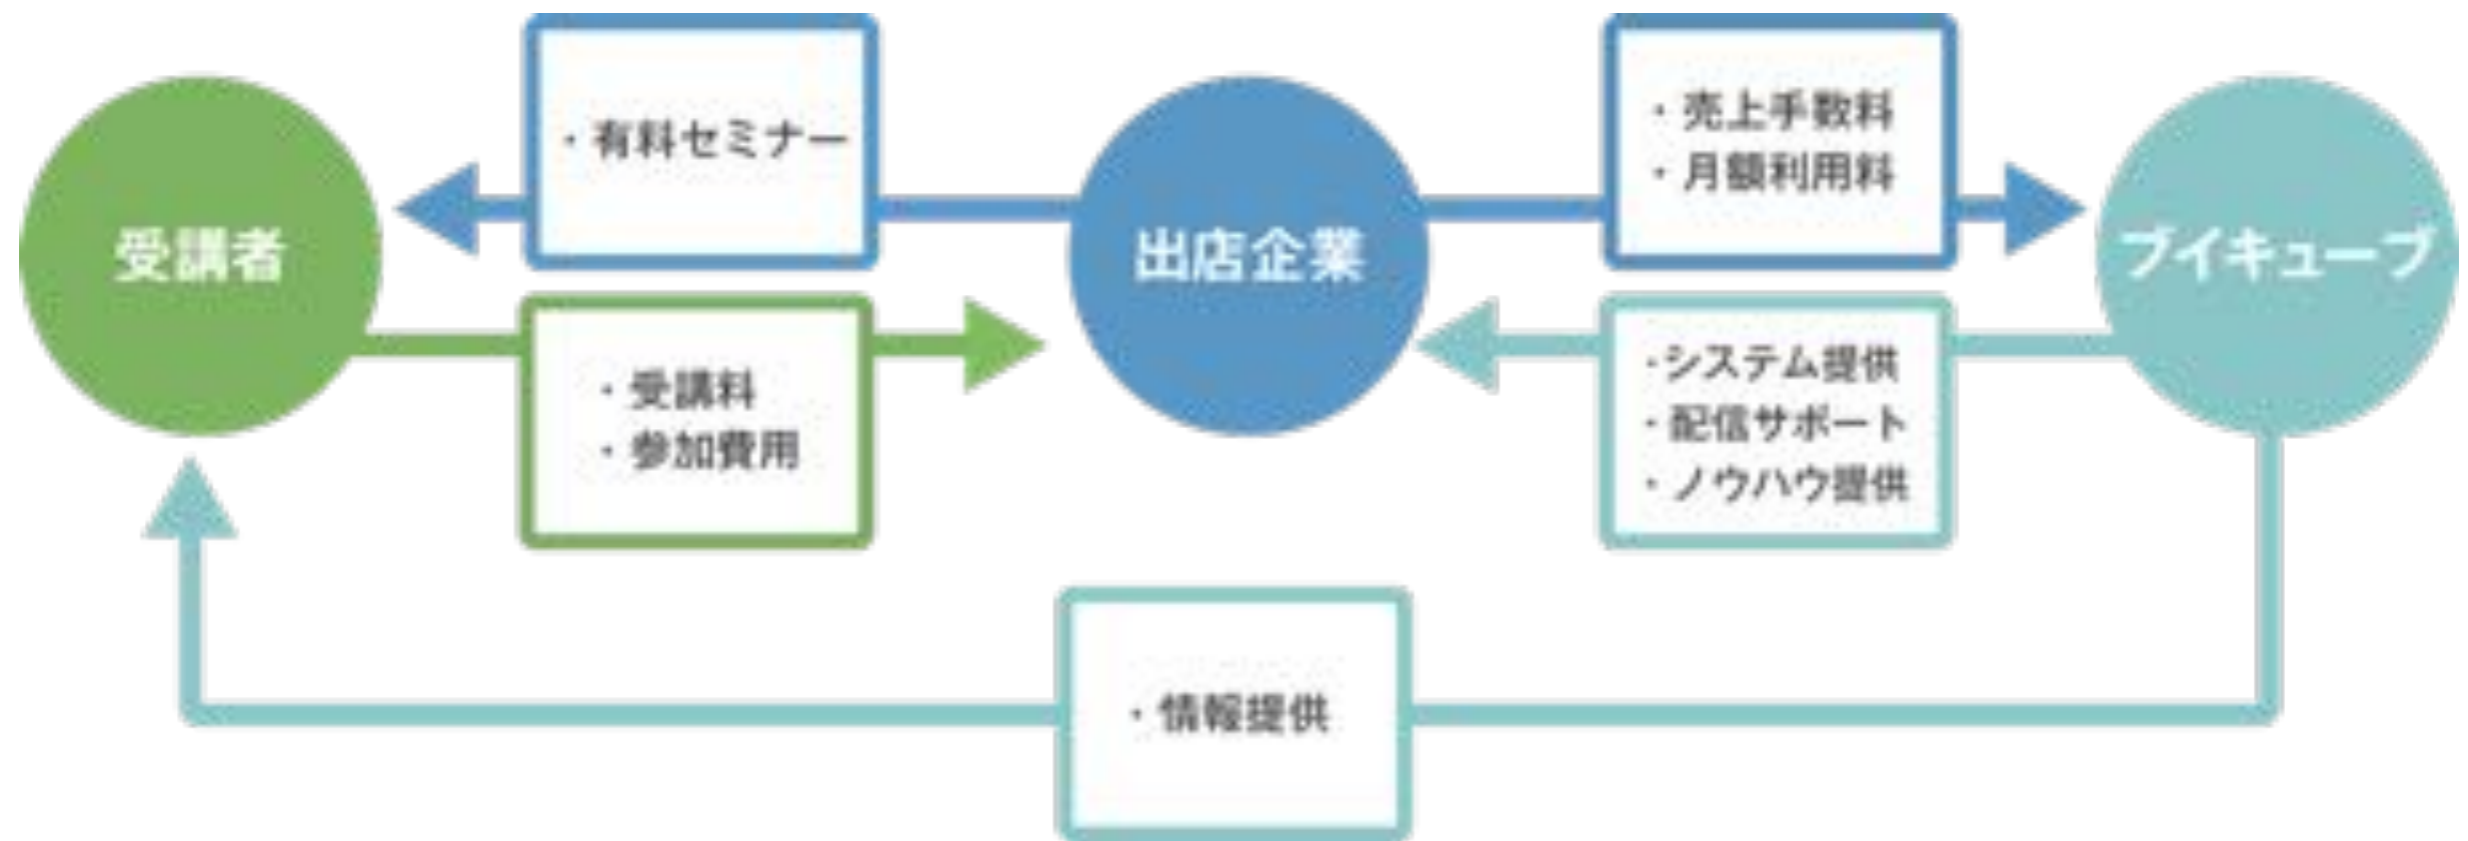 ・有料セミナー
・売上手数料
・月額利用料
受講者
出店企業
ブイキューブ
・受講料
・参加費用
・システム提供
・配信サポート
・ノウハウ提供
・情報提供